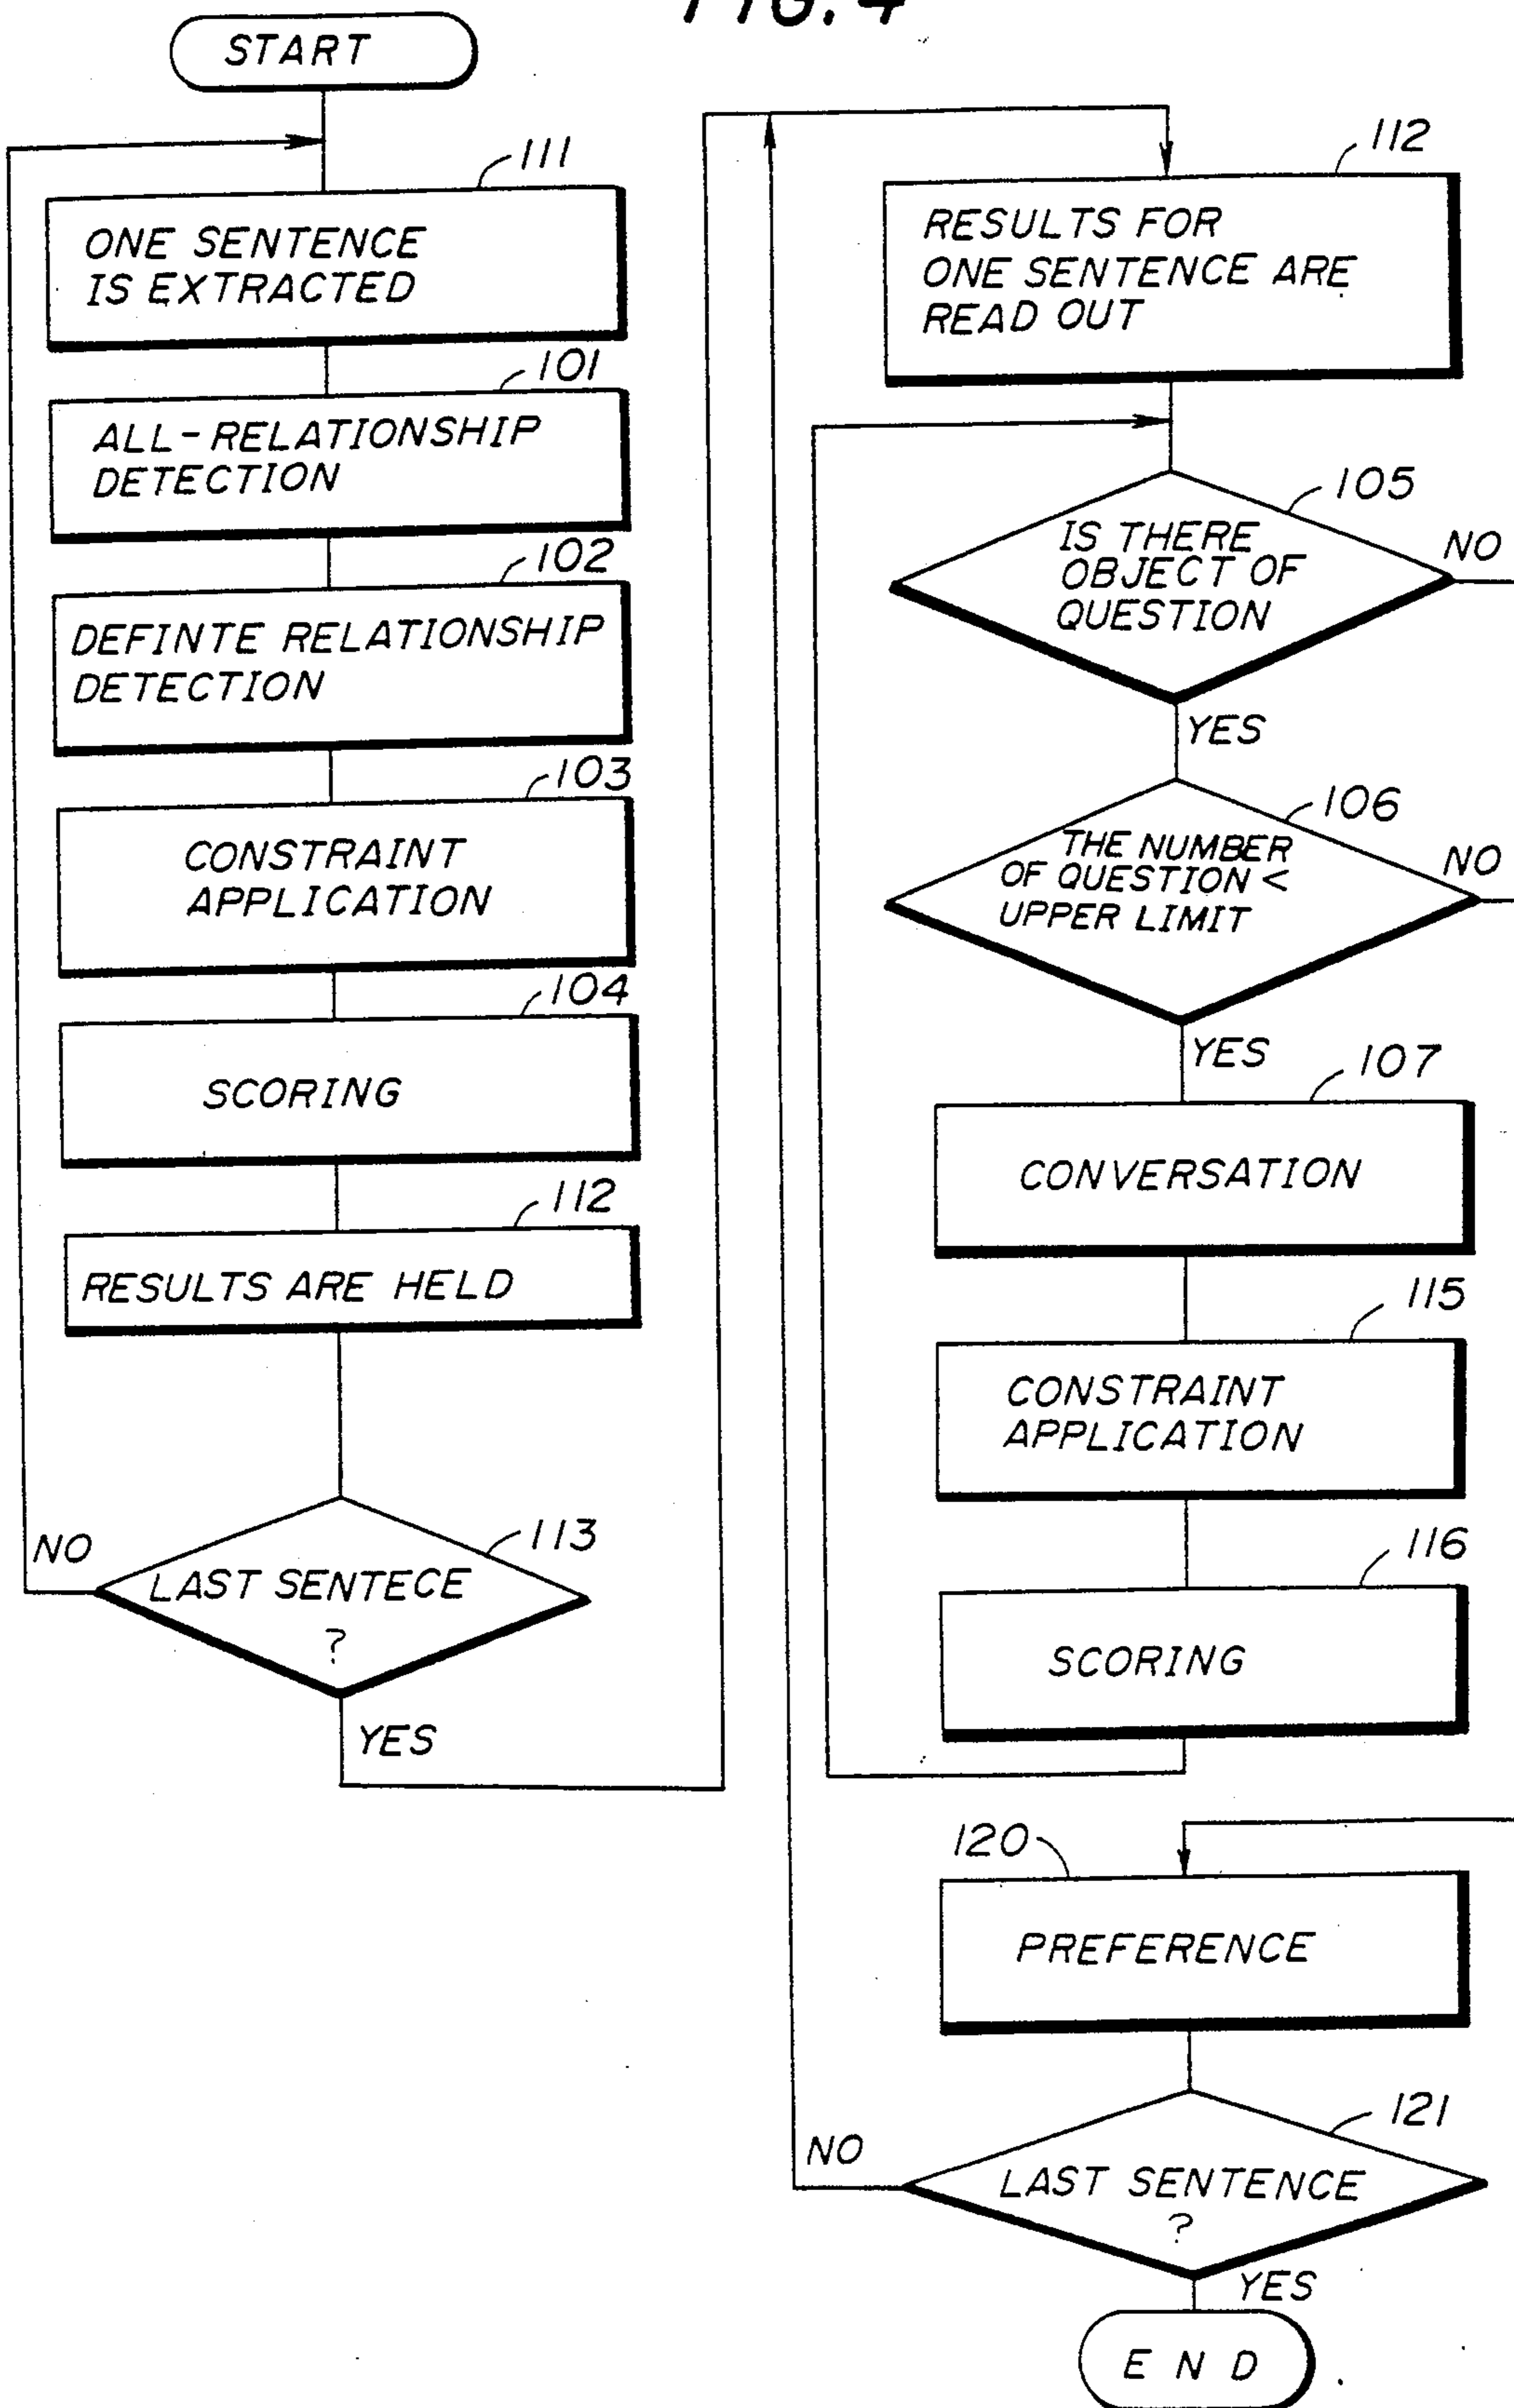 FIG. 4
START
111
ONE SENTENCE
IS EXTRACTED
101
ALL-RELATIONSHIP
DETECTION
102
DEFINTE RELATIONSHIP
DETECTION
103
CONSTRAINT
APPLICATION
104
SCORING
112
RESULTS ARE HELD
113
NO
LAST SENTECE
?
YES
112
RESULTS FOR
ONE SENTENCE ARE
READ OUT
105
IS THERE
OBJECT OF
QUESTION
NO
YES
106
THE NUMBER
OF QUESTION <
UPPER LIMIT
NO
YES
107
CONVERSATION
115
CONSTRAINT
APPLICATION
116
SCORING
120
PREFERENCE
121
NO
LAST SENTENCE
?
YES
END